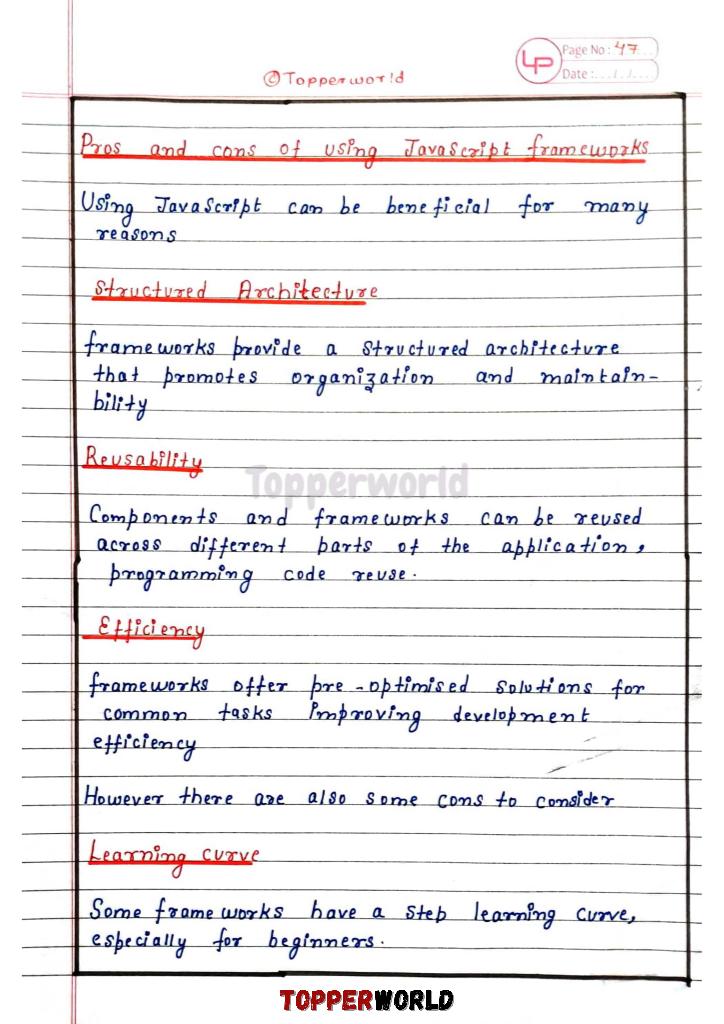 ©Topperworld
LP
Page No: 47
Date: / /
Pros and cons of using JavaScript frameworks
Using JavaScript can be beneficial for many
reasons
Structured Architecture
frameworks provide a structured architecture
that promotes organization and maintain-
bility
Reusability
Topperworld
Components and frameworks can be reused
across different parts of the application,
programming code reuse.
Efficiency
frameworks offer pre-optimised solutions for
common tasks improving development
efficiency
However there are also some cons to consider
Learning curve
Some frameworks have a step learning curve,
especially for beginners.
TOPPERWORLD